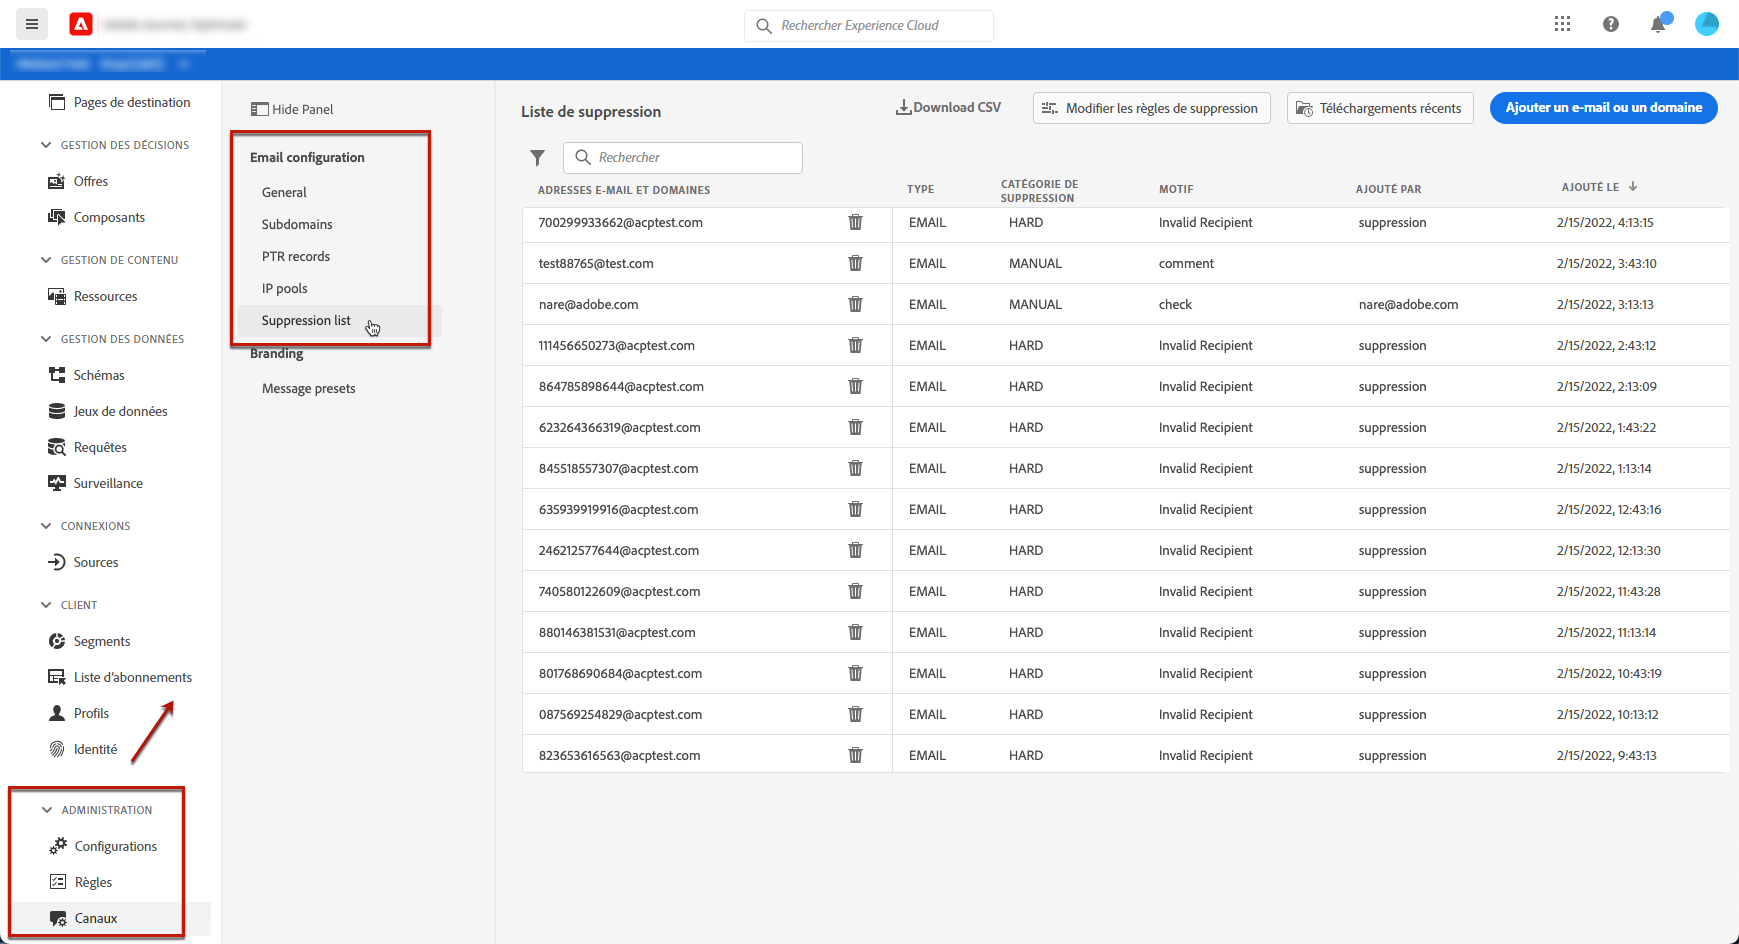 Rechercher Experience Cloud
Pages de destination
GESTION DES DÉCISIONS
Offres
Composants
GESTION DE CONTENU
Ressources
GESTION DES DONNÉES
Schémas
Jeux de données
Requêtes
Surveillance
CONNEXIONS
Sources
CLIENT
Segments
Liste d'abonnements
Profils
Identité
ADMINISTRATION
Configurations
Règles
Canaux
Hide Panel
Email configuration
General
Subdomains
PTR records
IP pools
Suppression list
Branding
Message presets
Liste de suppression
Download CSV
Modifier les règles de suppression
Téléchargements récents
Ajouter un e-mail ou un domaine
Rechercher
ADRESSES E-MAIL ET DOMAINES TYPE CATÉGORIE DE SUPPRESSION MOTIF AJOUTÉ PAR AJOUTÉ LE
700299933662@acptest.com EMAIL HARD Invalid Recipient suppression 2/15/2022, 4:13:15
test88765@test.com EMAIL MANUAL comment 2/15/2022, 3:43:10
nare@adobe.com EMAIL MANUAL check nare@adobe.com 2/15/2022, 3:13:13
111456650273@acptest.com EMAIL HARD Invalid Recipient suppression 2/15/2022, 2:43:12
864785898644@acptest.com EMAIL HARD Invalid Recipient suppression 2/15/2022, 2:13:09
623264366319@acptest.com EMAIL HARD Invalid Recipient suppression 2/15/2022, 1:43:22
845518557307@acptest.com EMAIL HARD Invalid Recipient suppression 2/15/2022, 1:13:14
635939919916@acptest.com EMAIL HARD Invalid Recipient suppression 2/15/2022, 12:43:16
246212577644@acptest.com EMAIL HARD Invalid Recipient suppression 2/15/2022, 12:13:30
740580122609@acptest.com EMAIL HARD Invalid Recipient suppression 2/15/2022, 11:43:28
880146381531@acptest.com EMAIL HARD Invalid Recipient suppression 2/15/2022, 11:13:14
801768690684@acptest.com EMAIL HARD Invalid Recipient suppression 2/15/2022, 10:43:19
087569254829@acptest.com EMAIL HARD Invalid Recipient suppression 2/15/2022, 10:13:12
823653616563@acptest.com EMAIL HARD Invalid Recipient suppression 2/15/2022, 9:43:13